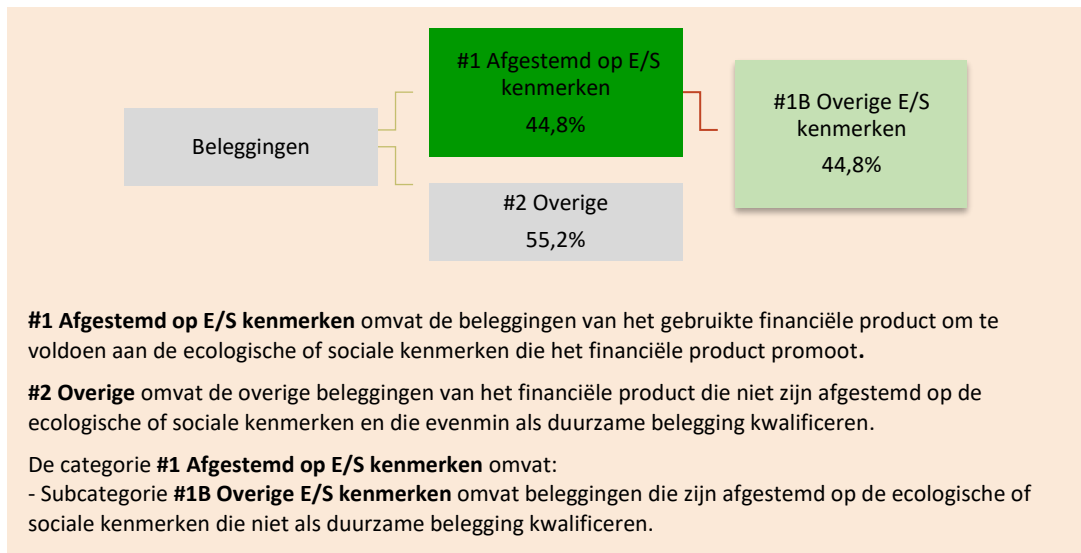 #1 Afgestemd op E/S
kenmerken
44,8%
#1B Overige E/S
kenmerken
44,8%
Beleggingen
#2 Overige
55,2%
#1 Afgestemd op E/S kenmerken omvat de beleggingen van het gebruikte financiële product om te
voldoen aan de ecologische of sociale kenmerken die het financiële product promoot.
#2 Overige omvat de overige beleggingen van het financiële product die niet zijn afgestemd op de
ecologische of sociale kenmerken en die evenmin als duurzame belegging kwalificeren.
De categorie #1 Afgestemd op E/S kenmerken omvat:
- Subcategorie #1B Overige E/S kenmerken omvat beleggingen die zijn afgestemd op de ecologische of
sociale kenmerken die niet als duurzame belegging kwalificeren.